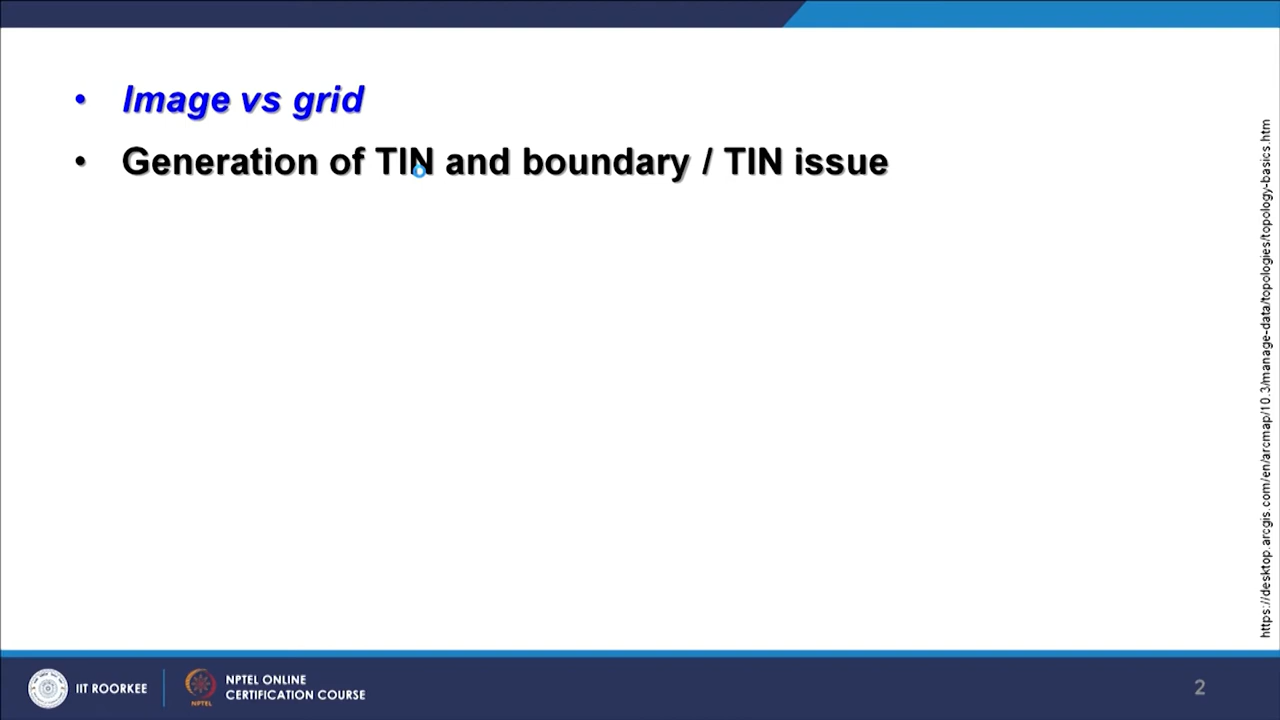 • Image vs grid
• Generation of TIN and boundary / TIN issue
https://desktop.arcgis.com/en/arcmap/10.3/manage-data/topologies/topology-basics.htm
IIT ROORKEE
NPTEL
NPTEL ONLINE
CERTIFICATION COURSE
2